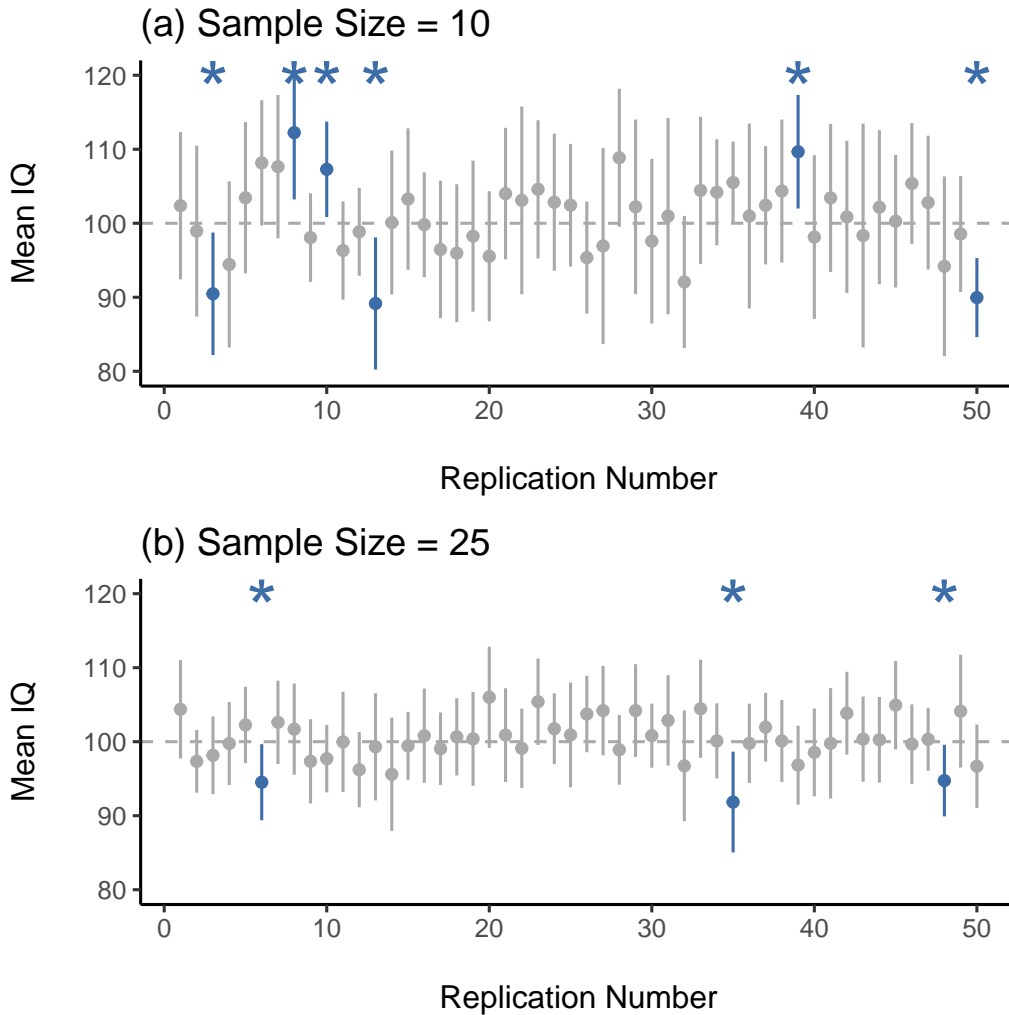 (a) Sample Size = 10
* * * * * *
120
110
100
90
80
Mean IQ
0 10 20 30 40 50
Replication Number
(b) Sample Size = 25
* * *
120
110
100
90
80
Mean IQ
0 10 20 30 40 50
Replication Number